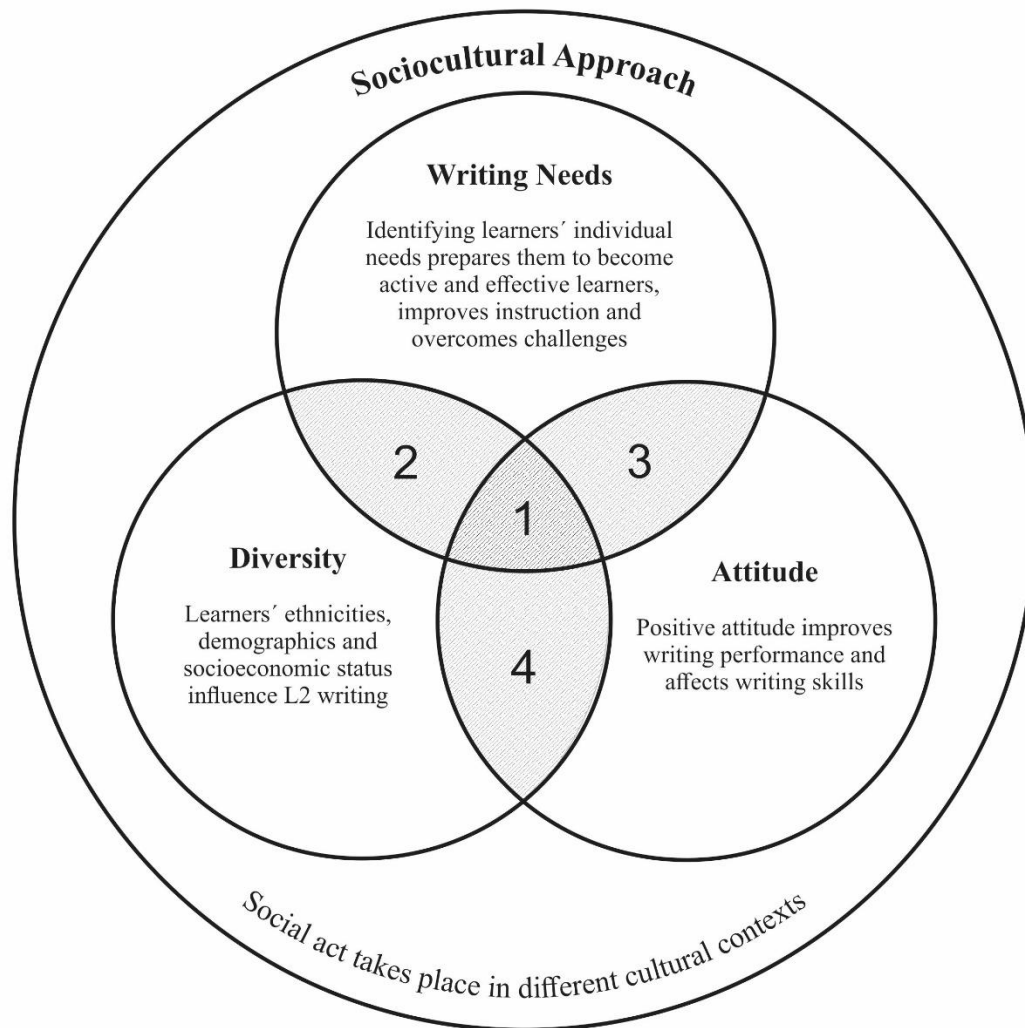 Sociocultural Approach
Writing Needs
Identifying learners´ individual
needs prepares them to become
active and effective learners,
improves instruction and
overcomes challenges
2
3
1
Diversity
Learners´ ethnicities,
demographics and
socioeconomic status
influence L2 writing
Attitude
Positive attitude improves
writing performance and
affects writing skills
4
Social act takes place in different cultural contexts